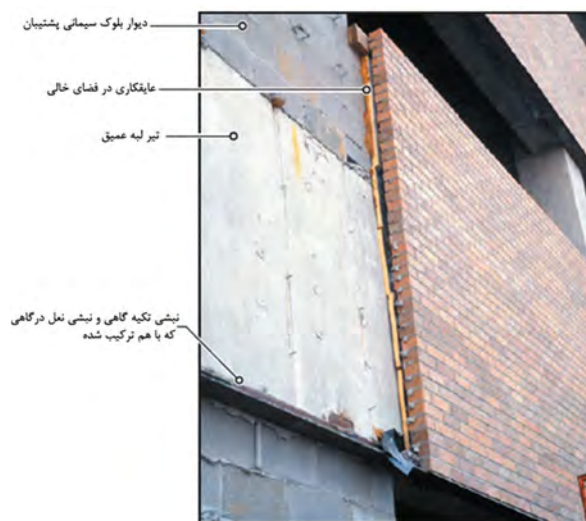 دیوار بلوک سیمانی پشتیبان
عایقکاری در فضای خالی
تیر لبه عمیق
نبشی تکیه گاهی و نبشی نعل درگاهی
که با هم ترکیب شده